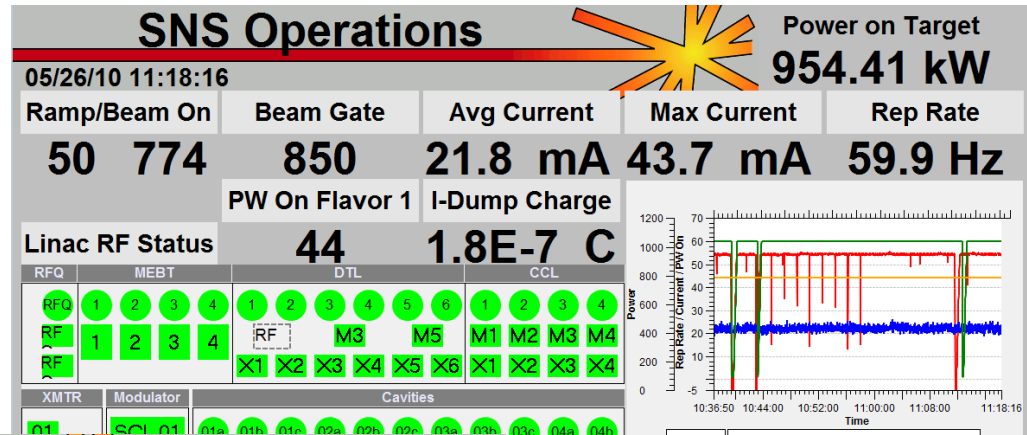 SNS Operations
Power on Target
05/26/10 11:18:16
954.41 kW
Ramp/Beam On Beam Gate Avg Current Max Current Rep Rate
50 774 850 21.8 mA 43.7 mA 59.9 Hz
PW On Flavor 1 I-Dump Charge
Linac RF Status 44 1.8E-7 C
RFQ MEBT DTL CCL
RFQ 1 2 3 4 1 2 3 4 5 6 1 2 3 4
RF 1 2 3 4 RF M3 M5 M1 M2 M3 M4
RF X1 X2 X3 X4 X5 X6 X1 X2 X3 X4
XMTR Modulator Cavities
01 SCL 01 01a 01b 01c 02a 02b 02c 03a 03b 03c 04a 04b
Power
1200
1000
800
600
400
200
0
Rep Rate / Current / PW On
70
60
50
40
30
20
10
-5
10:36:50 10:44:00 10:52:00 11:00:00 11:08:00 11:18:16
Time